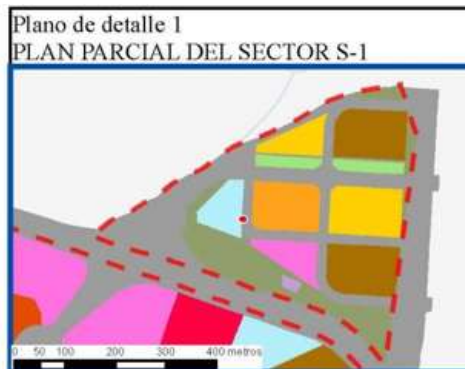 Plano de detalle 1
PLAN PARCIAL DEL SECTOR S-1
0 50 100 200 300 400 metros